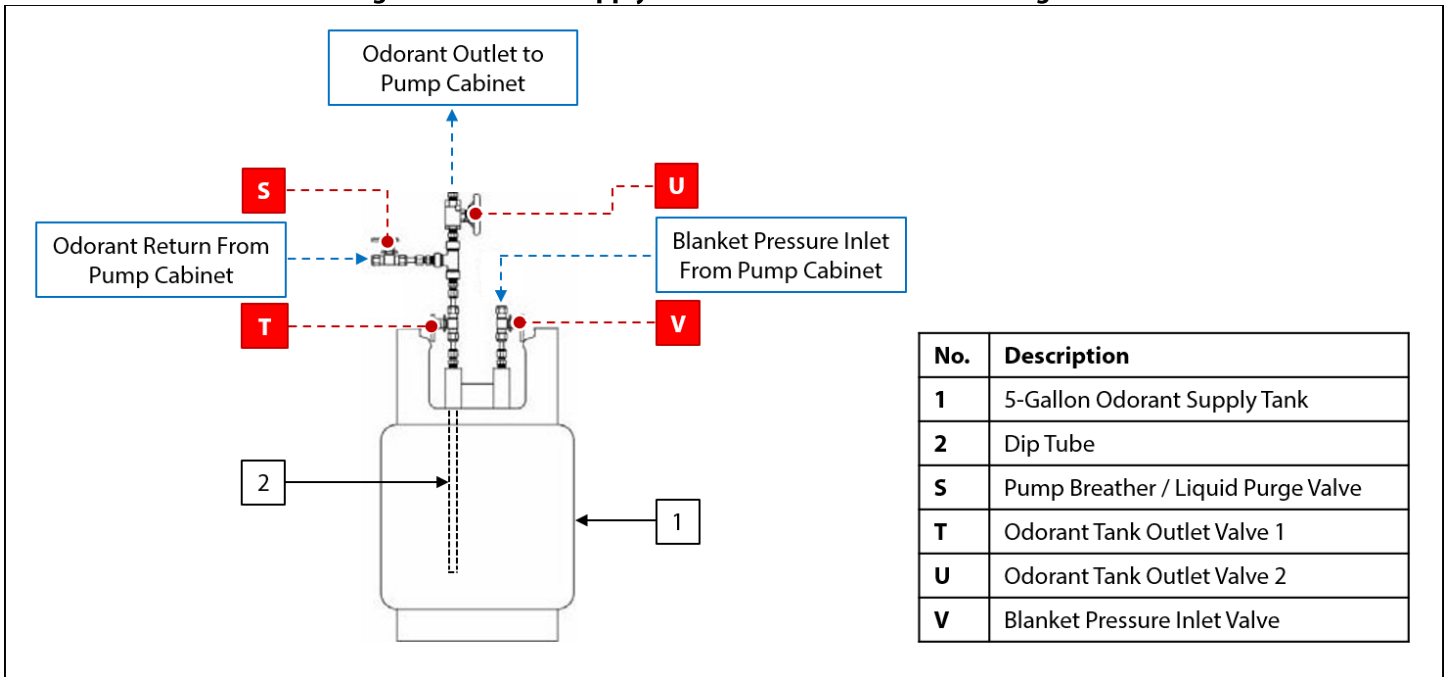 Odorant Outlet to
Pump Cabinet
S
U
Odorant Return From
Pump Cabinet
Blanket Pressure Inlet
From Pump Cabinet
T
V
2
1
No. Description
1 5-Gallon Odorant Supply Tank
2 Dip Tube
S Pump Breather / Liquid Purge Valve
T Odorant Tank Outlet Valve 1
U Odorant Tank Outlet Valve 2
V Blanket Pressure Inlet Valve